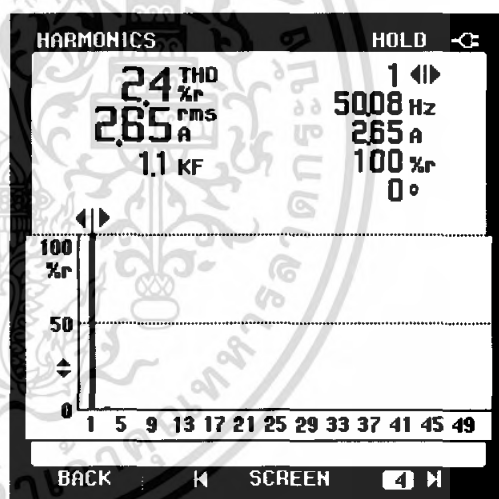 HARMONICS HOLD
2.4 THD %r
1
2.65 rms A
50.08 Hz
2.65 A
1.1 KF
100 %r
0°
100
%r
50
0
1 5 9 13 17 21 25 29 33 37 41 45 49
BACK SCREEN 4